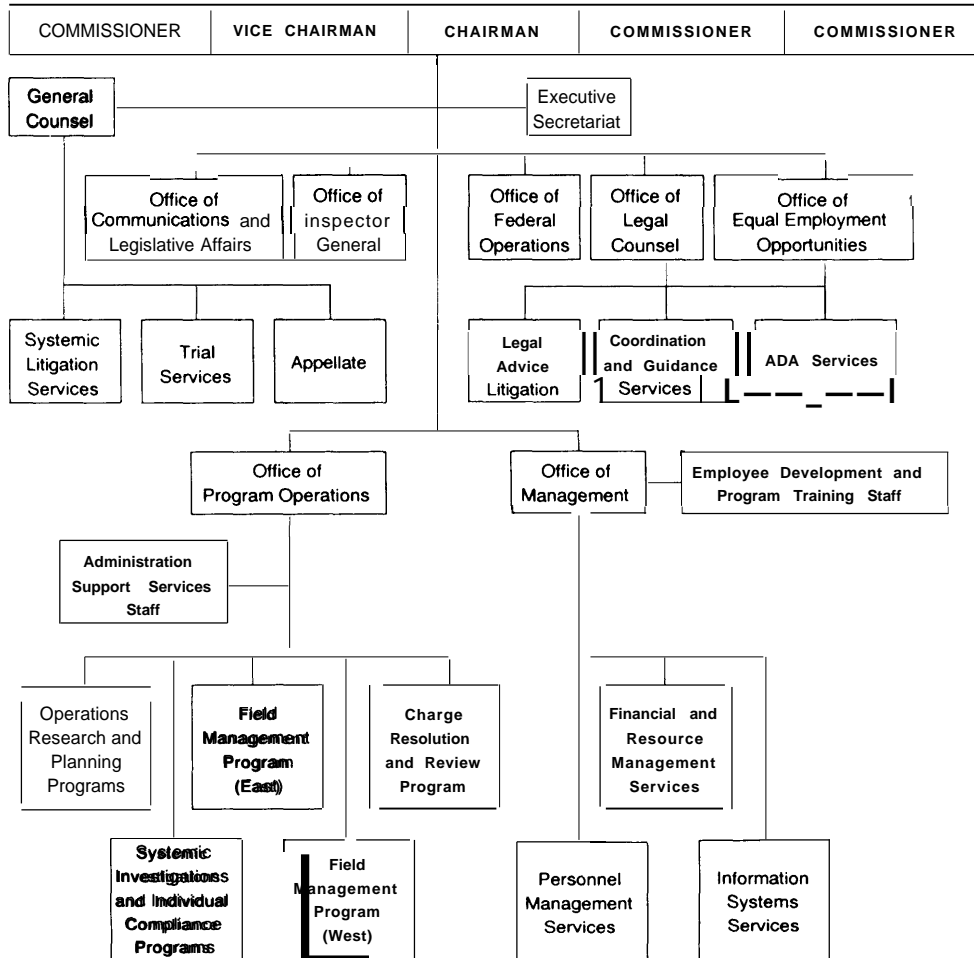 COMMISSIONER VICE CHAIRMAN CHAIRMAN COMMISSIONER COMMISSIONER
General
Counsel
Executive
Secretariat
Office of
Communications and
Legislative Affairs
Office of
inspector
General
Office of
Federal
Operations
Office of
Legal
Counsel
Office of
Equal Employment
Opportunities
Systemic
Litigation
Services
Trial
Services
Appellate
Legal
Advice
Litigation
Coordination
and Guidance
Services
ADA Services
Office of
Program Operations
Office of
Management
Employee Development and
Program Training Staff
Administration
Support Services
Staff
Operations
Research and
Planning
Programs
Field
Management
Program
(East)
Charge
Resolution
and Review
Program
Financial and
Resource
Management
Services
Systemic
Investigations
and Individual
Compliance
Programs
Field
Management
Program
(West)
Personnel
Management
Services
Information
Systems
Services